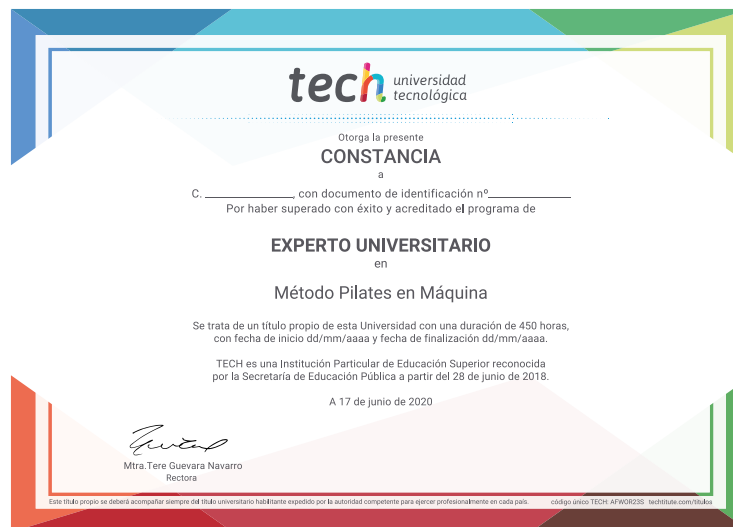 tech universidad
tecnológica
Otorga la presente
CONSTANCIA
a
C. ______________, con documento de identificación nº______________
Por haber superado con éxito y acreditado el programa de
EXPERTO UNIVERSITARIO
en
Método Pilates en Máquina
Se trata de un título propio de esta Universidad con una duración de 450 horas,
con fecha de inicio dd/mm/aaaa y fecha de finalización dd/mm/aaaa.
TECH es una Institución Particular de Educación Superior reconocida
por la Secretaría de Educación Pública a partir del 28 de junio de 2018.
A 17 de junio de 2020
Mtra.Tere Guevara Navarro
Rectora
Este título propio se deberá acompañar siempre del título universitario habilitante expedido por la autoridad competente para ejercer profesionalmente en cada país. código único TECH: AFWOR23S techtitute.com/titulos